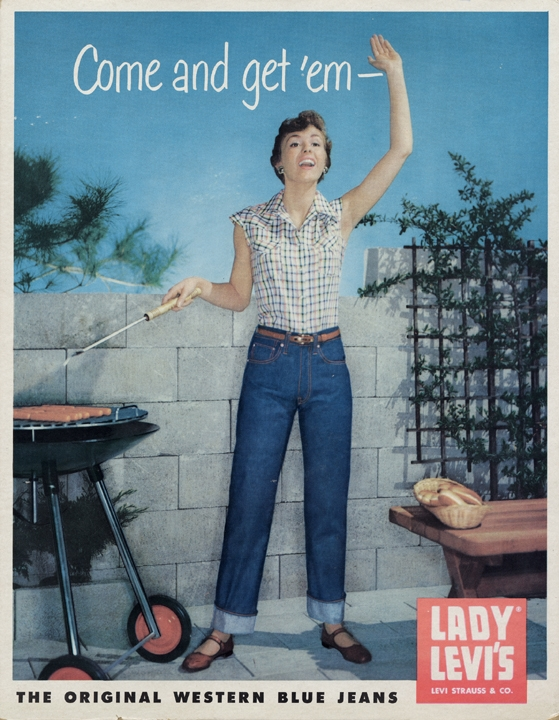 Come and get 'em—
LADY
LEVI'S®
LEVI STRAUSS & CO.
THE ORIGINAL WESTERN BLUE JEANS